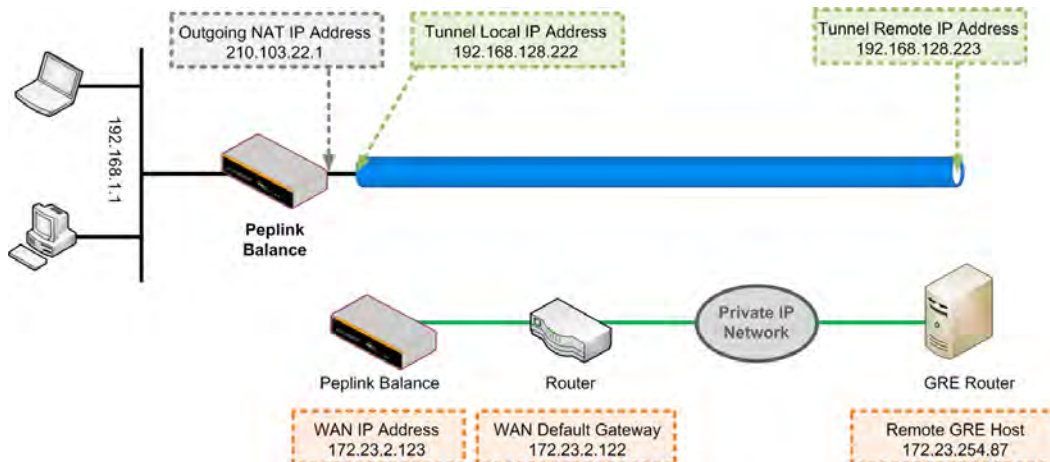 Outgoing NAT IP Address
210.103.22.1
Tunnel Local IP Address
192.168.128.222
Tunnel Remote IP Address
192.168.128.223
192.168.1.1
Peplink
Balance
Private IP
Network
Peplink Balance
Router
GRE Router
WAN IP Address
172.23.2.123
WAN Default Gateway
172.23.2.122
Remote GRE Host
172.23.254.87